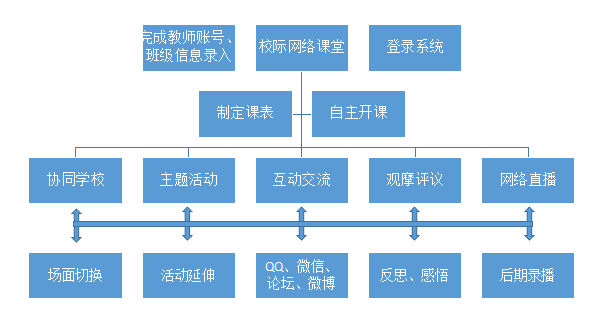 完成教师账号、
班级信息录入
校际网络课堂
登录系统
制定课表
自主开课
协同学校
主题活动
互动交流
观摩评议
网络直播
场面切换
活动延伸
QQ、微信、
论坛、微博
反思、感悟
后期录播